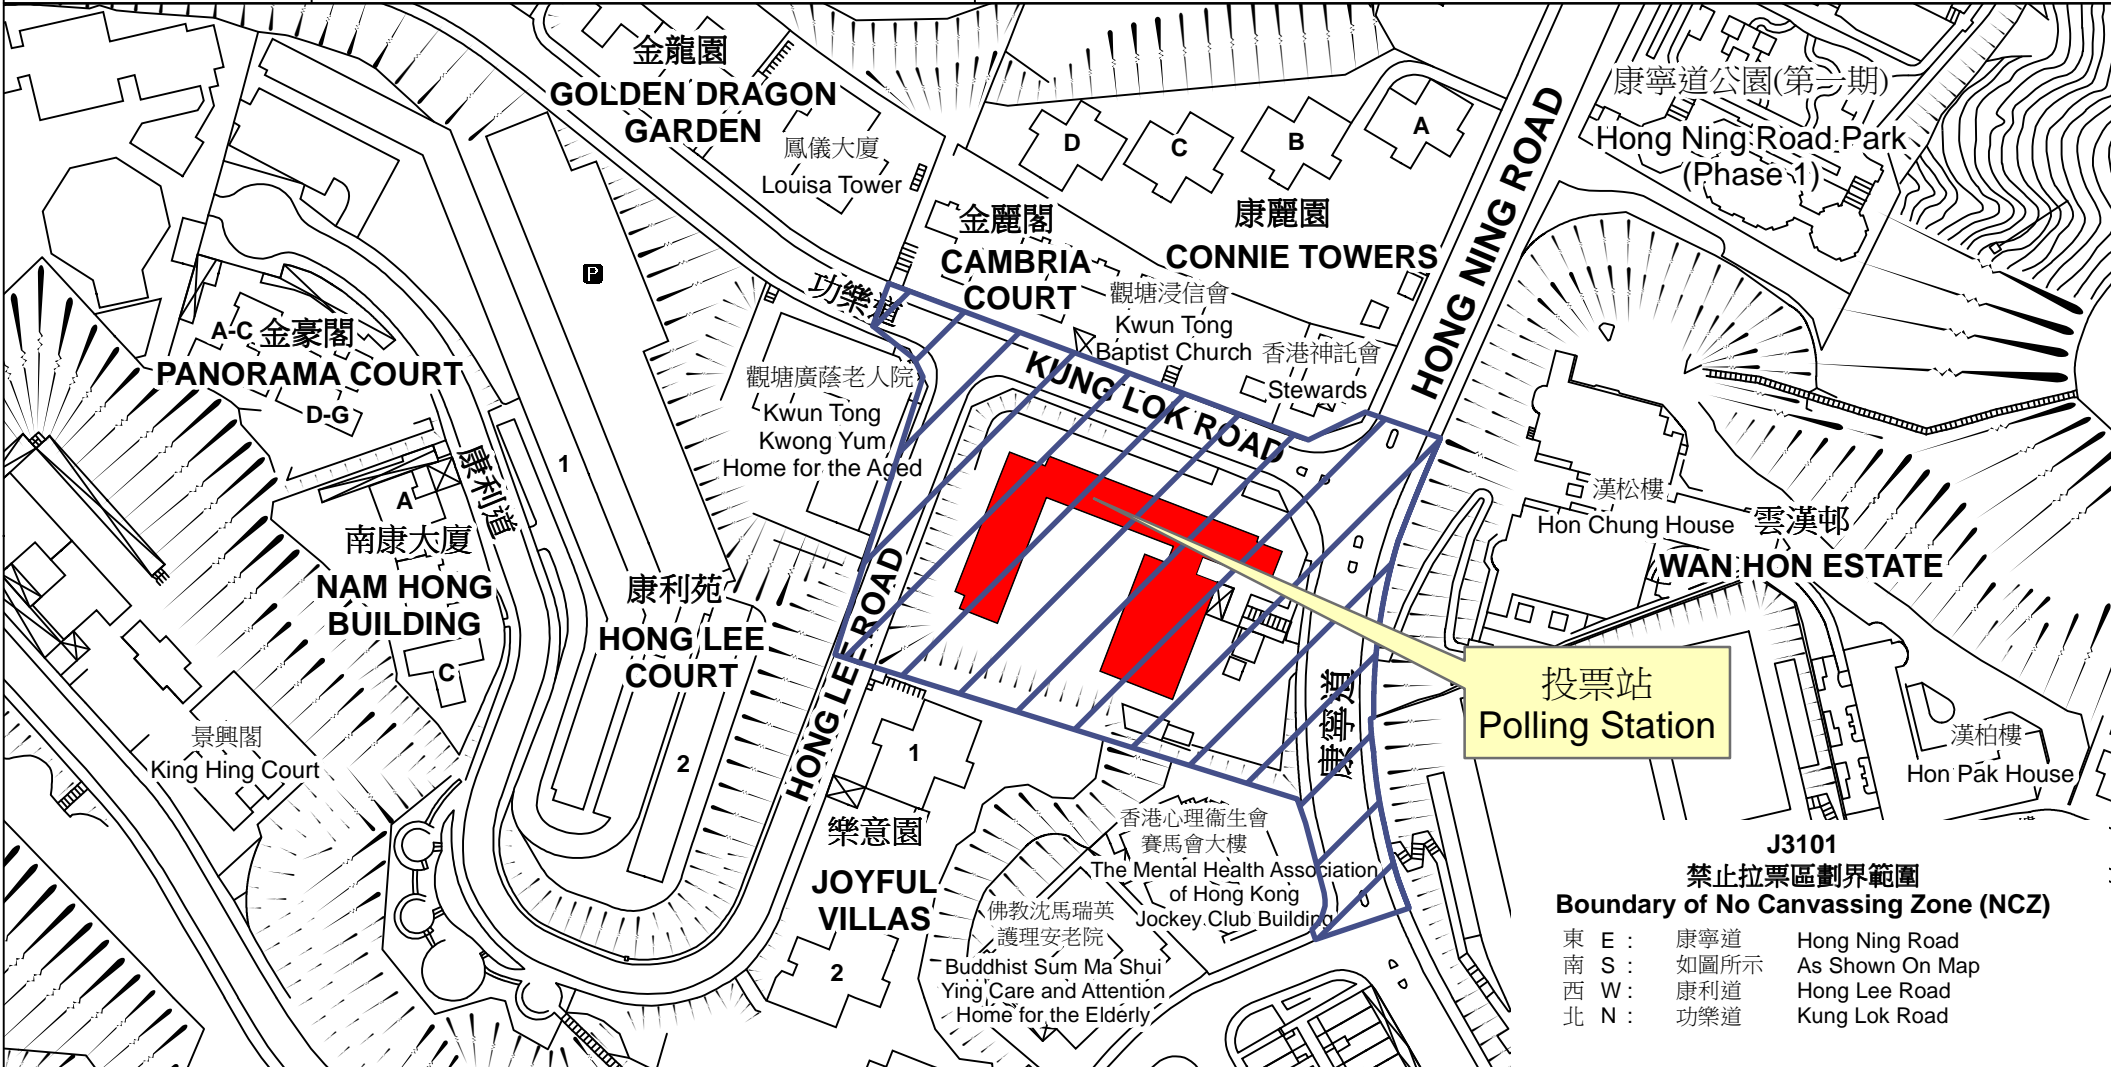 金龍園
GOLDEN DRAGON
GARDEN
鳳儀大廈
Louisa Tower
D
C
B
A
康寧道公園(第一期)
Hong Ning Road Park
(Phase 1)
金麗閣
CAMBRIA
COURT
康麗園
CONNIE TOWERS
HONG NING ROAD
P
功樂道
觀塘浸信會
Kwun Tong
Baptist Church
香港神託會
Stewards
KUNG LOK ROAD
A-C 金豪閣
PANORAMA COURT
D-G
觀塘廣蔭老人院
Kwun Tong
Kwong Yum
Home for the Aged
康利道
1
A
南康大廈
NAM HONG
BUILDING
C
康利苑
HONG LEE
COURT
2
HONG LEE ROAD
漢松樓
Hon Chung House
雲漢邨
WAN HON ESTATE
投票站
Polling Station
康寧道
景興閣
King Hing Court
1
樂意園
JOYFUL
VILLAS
2
香港心理衞生會
賽馬會大樓
The Mental Health Association
of Hong Kong
Jockey Club Building
佛教沈馬瑞英
護理安老院
Buddhist Sum Ma Shui
Ying Care and Attention
Home for the Elderly
漢柏樓
Hon Pak House
J3101
禁止拉票區劃界範圍
Boundary of No Canvassing Zone (NCZ)
東 E : 康寧道 Hong Ning Road
南 S : 如圖所示 As Shown On Map
西 W : 康利道 Hong Lee Road
北 N : 功樂道 Kung Lok Road